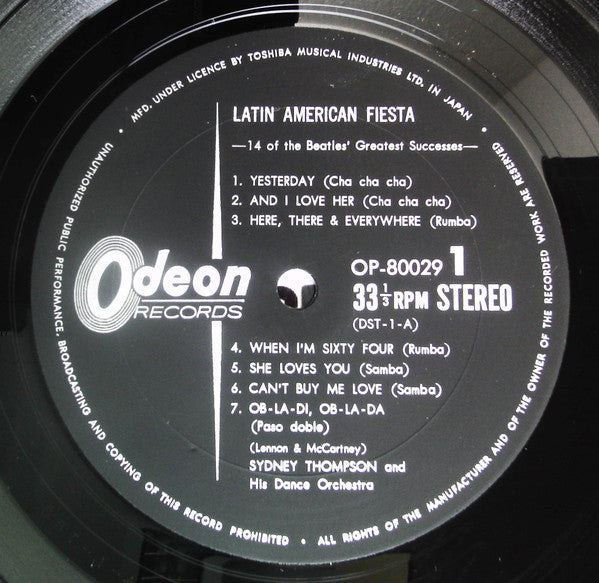 MFD. UNDER LICENCE BY TOSHIBA MUSICAL INDUSTRIES LTD. IN JAPAN •
UNAUTHORIZED PUBLIC PERFORMANCE, BROADCASTING AND COPYING OF THIS RECORD PROHIBITED •
ALL RIGHTS OF THE MANUFACTURER AND OF THE OWNER OF THE RECORDED WORK ARE RESERVED •
LATIN AMERICAN FIESTA
—14 of the Beatles' Greatest Successes—
1. YESTERDAY (Cha cha cha)
2. AND I LOVE HER (Cha cha cha)
3. HERE, THERE & EVERYWHERE (Rumba)
Odeon
RECORDS
OP-80029 1
33 1/3 RPM STEREO
(DST-1-A)
4. WHEN I'M SIXTY FOUR (Rumba)
5. SHE LOVES YOU (Samba)
6. CAN'T BUY ME LOVE (Samba)
7. OB-LA-DI, OB-LA-DA
(Paso doble)
(Lennon & McCartney)
SYDNEY THOMPSON and
His Dance Orchestra